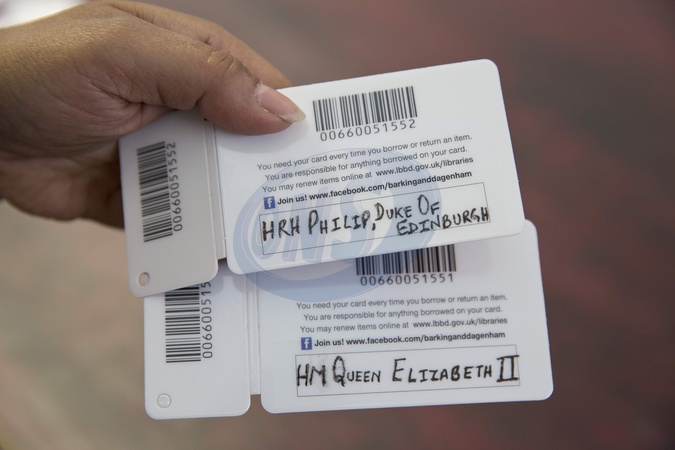 00660051552
00660051552
You need your card every time you borrow or return an item.
You are responsible for anything borrowed on your card.
You may renew items online at www.lbbd.gov.uk/libraries
f Join us! www.facebook.com/barkinganddagenham
HRH PHILIP, DUKE OF
EDINBURGH
00660051551
You need your card every time you borrow or return an item.
You are responsible for anything borrowed on your card.
You may renew items online at www.lbbd.gov.uk/libraries
f Join us! www.facebook.com/barkinganddagenham
HM QUEEN ELIZABETH II